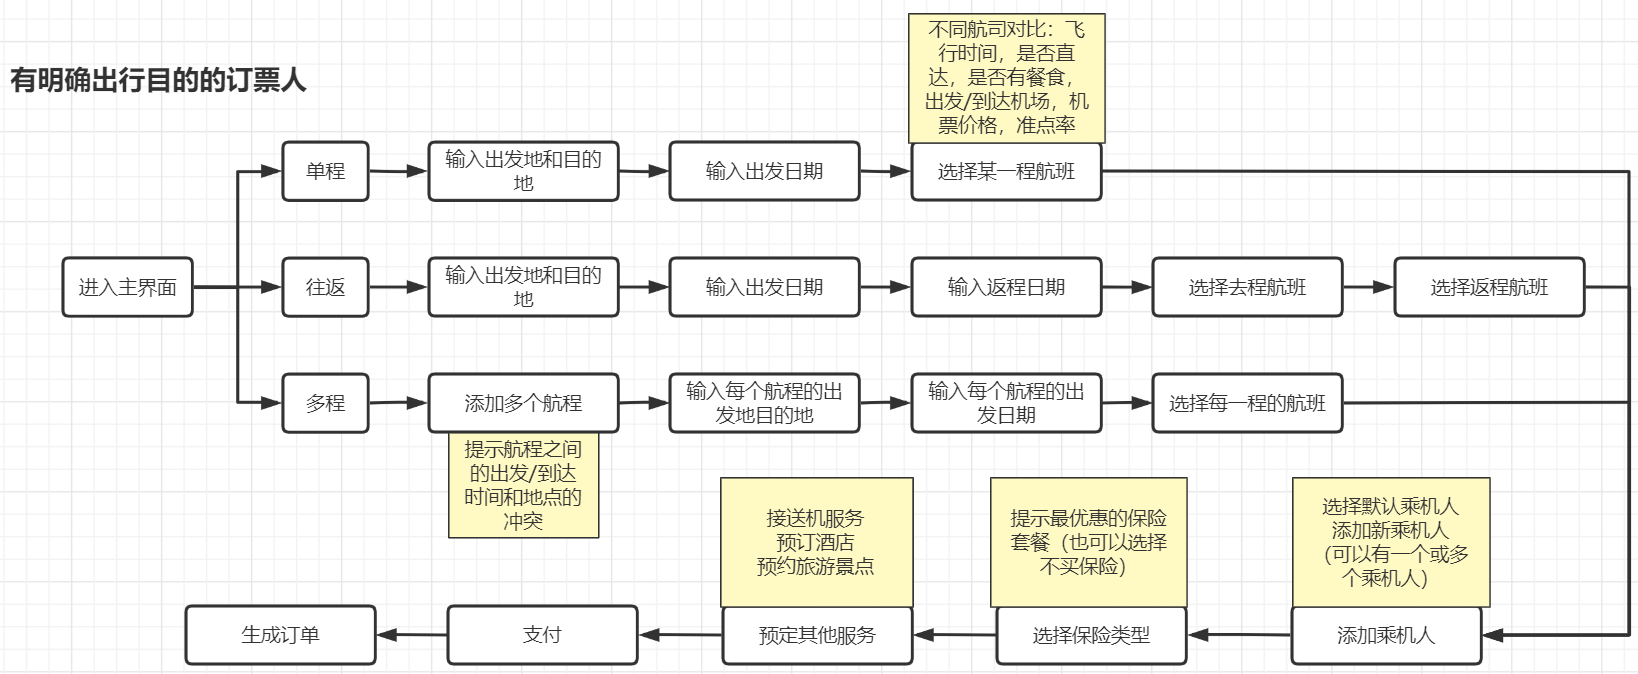 有明确出行目的的订票人
不同航司对比：飞
行时间，是否直
达，是否有餐食，
出发/到达机场，机
票价格，准点率
单程
输入出发地和目的
地
输入出发日期
选择某一程航班
进入主界面
往返
输入出发地和目的
地
输入出发日期
输入返程日期
选择去程航班
选择返程航班
多程
添加多个航程
输入每个航程的出
发地目的地
输入每个航程的出
发日期
选择每一程的航班
提示航程之间
的出发/到达
时间和地点的
冲突
接送机服务
预订酒店
预约旅游景点
提示最优惠的保险
套餐（也可以选择
不买保险）
选择默认乘机人
添加新乘机人
（可以有一个或多
个乘机人）
生成订单
支付
预定其他服务
选择保险类型
添加乘机人